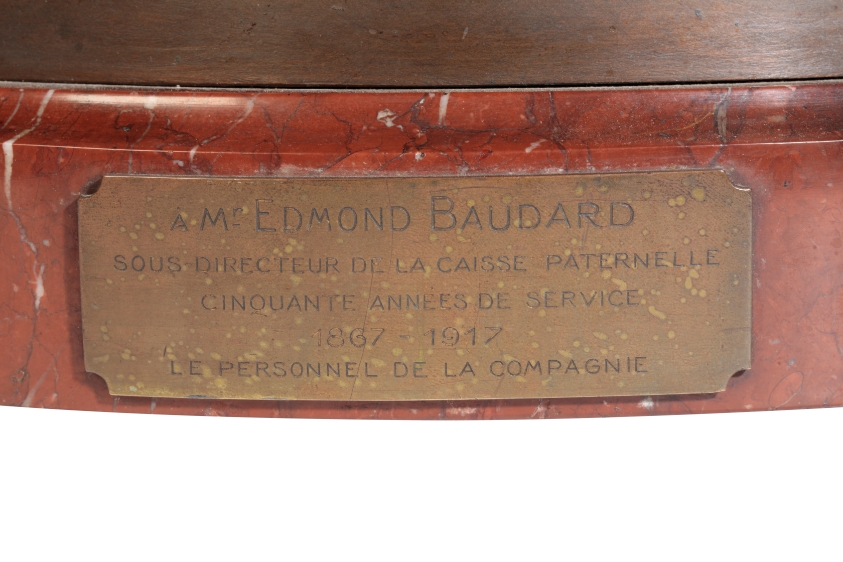 A Mr EDMOND BAUDARD
SOUS-DIRECTEUR DE LA CAISSE PATERNELLE
CINQUANTE ANNEES DE SERVICE
1867 - 1917
LE PERSONNEL DE LA COMPAGNIE